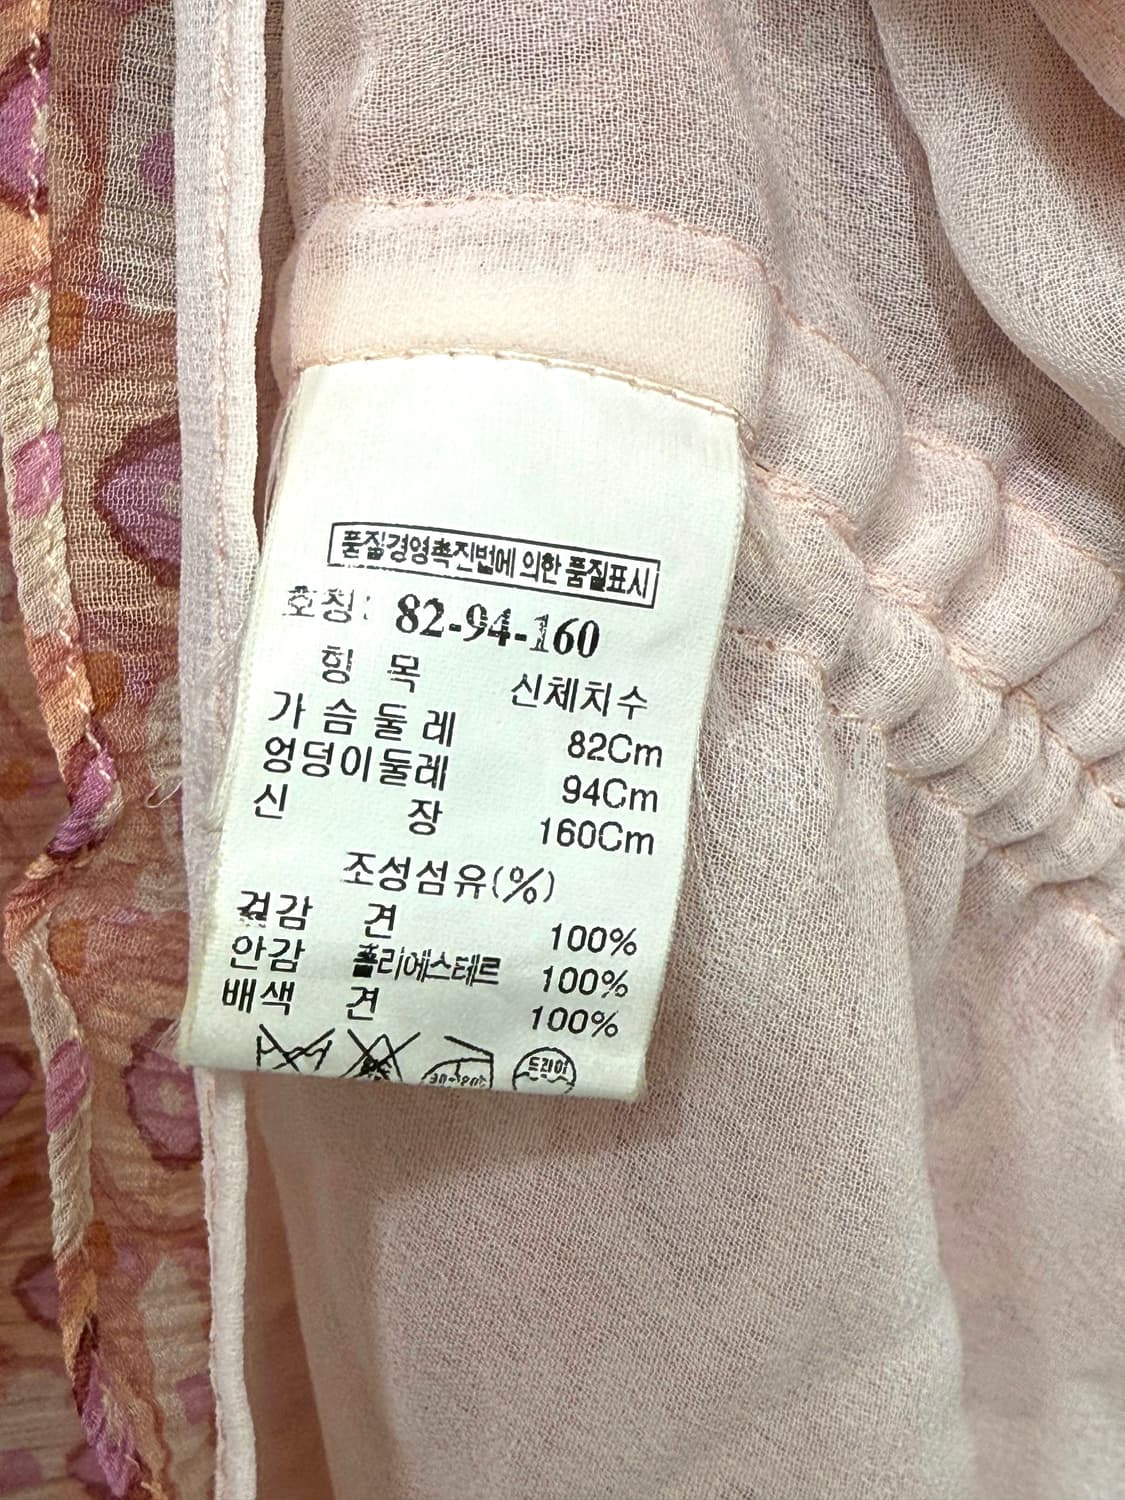 품질경영촉진법에 의한 품질표시
호칭: 82-94-160
항 목 신체치수
가슴둘레 82Cm
엉덩이둘레 94Cm
신 장 160Cm
조성섬유(%)
겉감 견 100%
안감 폴리에스테르 100%
배색 견 100%
드라이